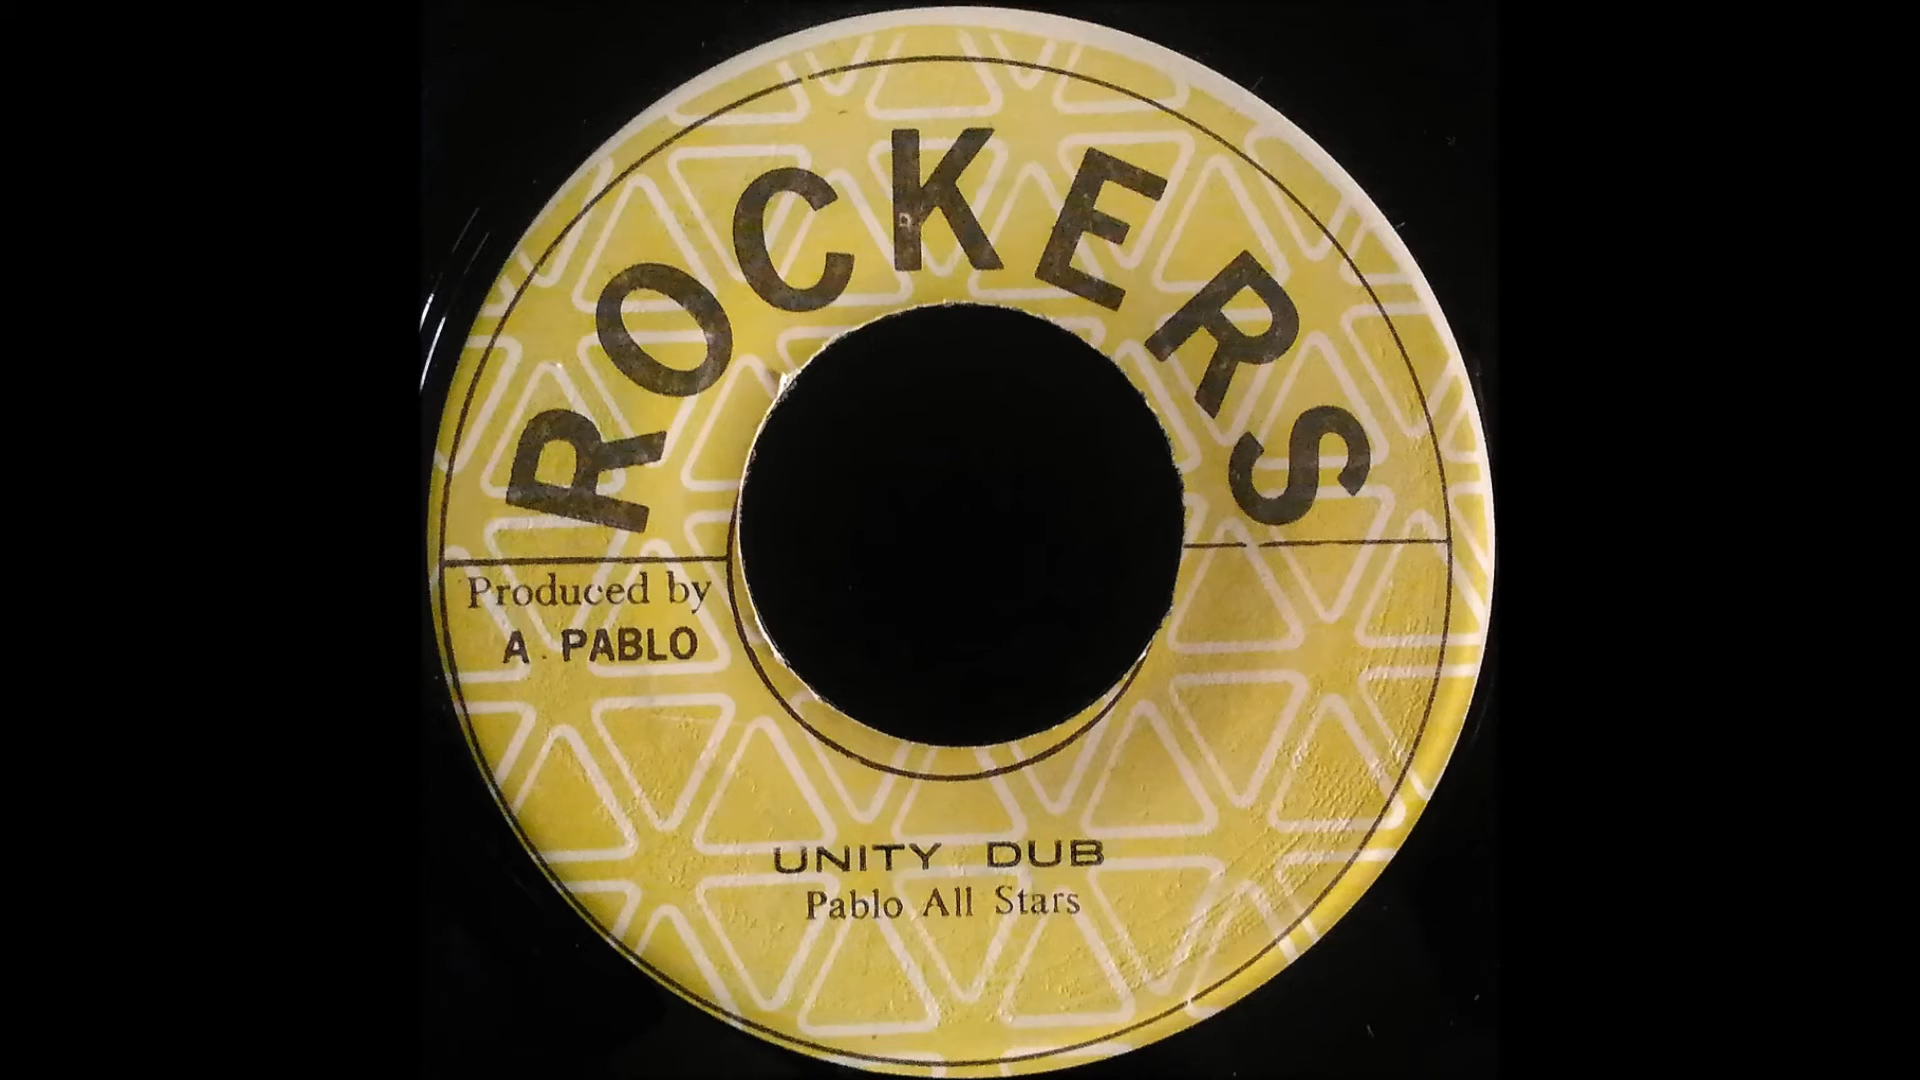 ROCKERS
Produced by
A. PABLO
UNITY DUB
Pablo All Stars